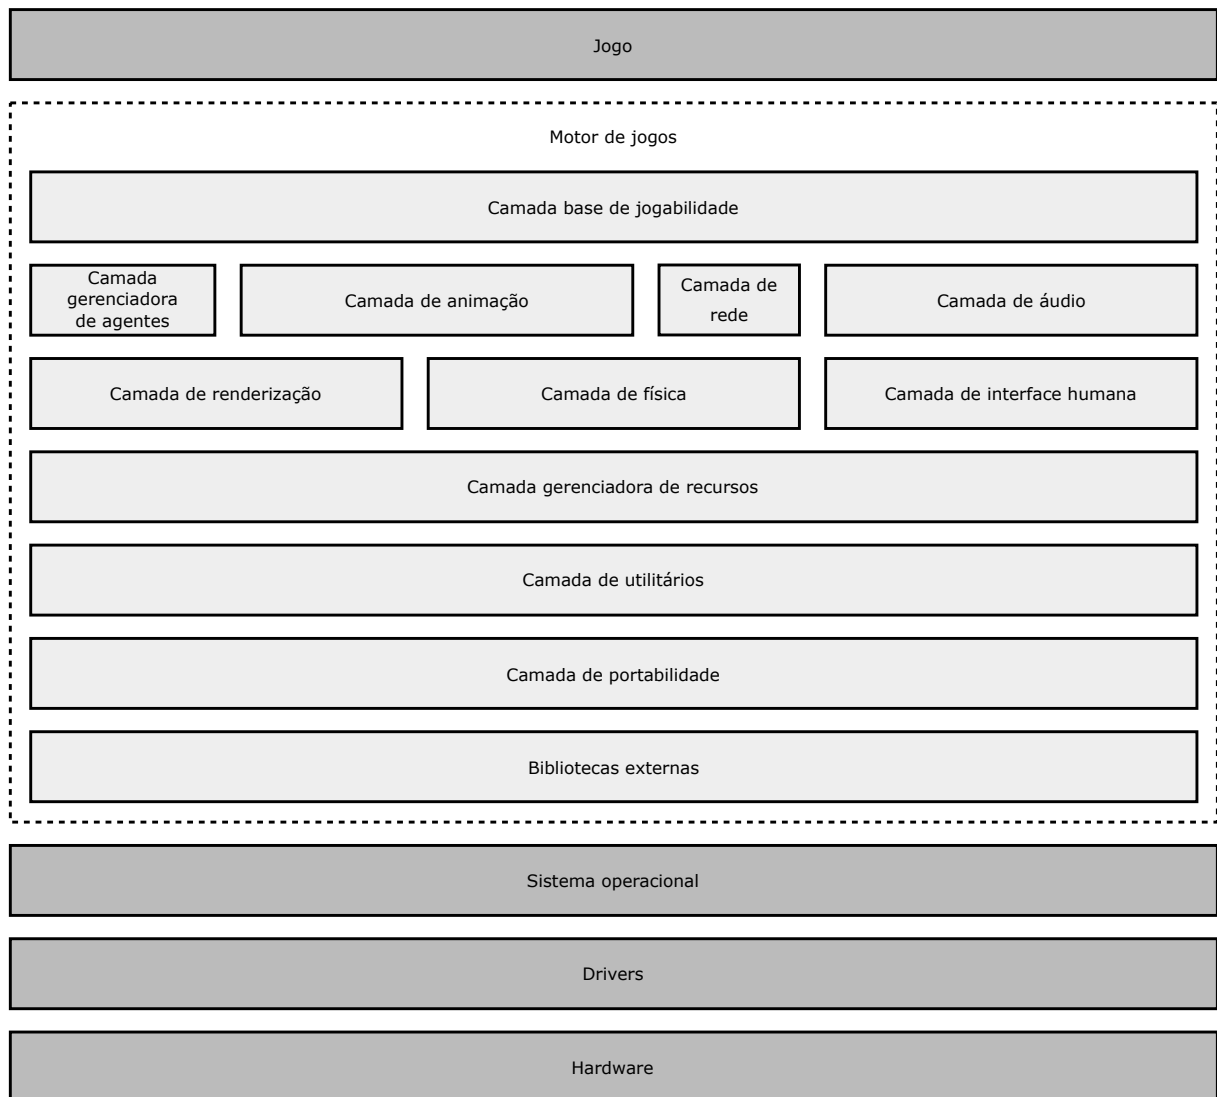 Jogo
Motor de jogos
Camada base de jogabilidade
Camada
gerenciadora
de agentes
Camada de animação
Camada de
rede
Camada de áudio
Camada de renderização
Camada de física
Camada de interface humana
Camada gerenciadora de recursos
Camada de utilitários
Camada de portabilidade
Bibliotecas externas
Sistema operacional
Drivers
Hardware